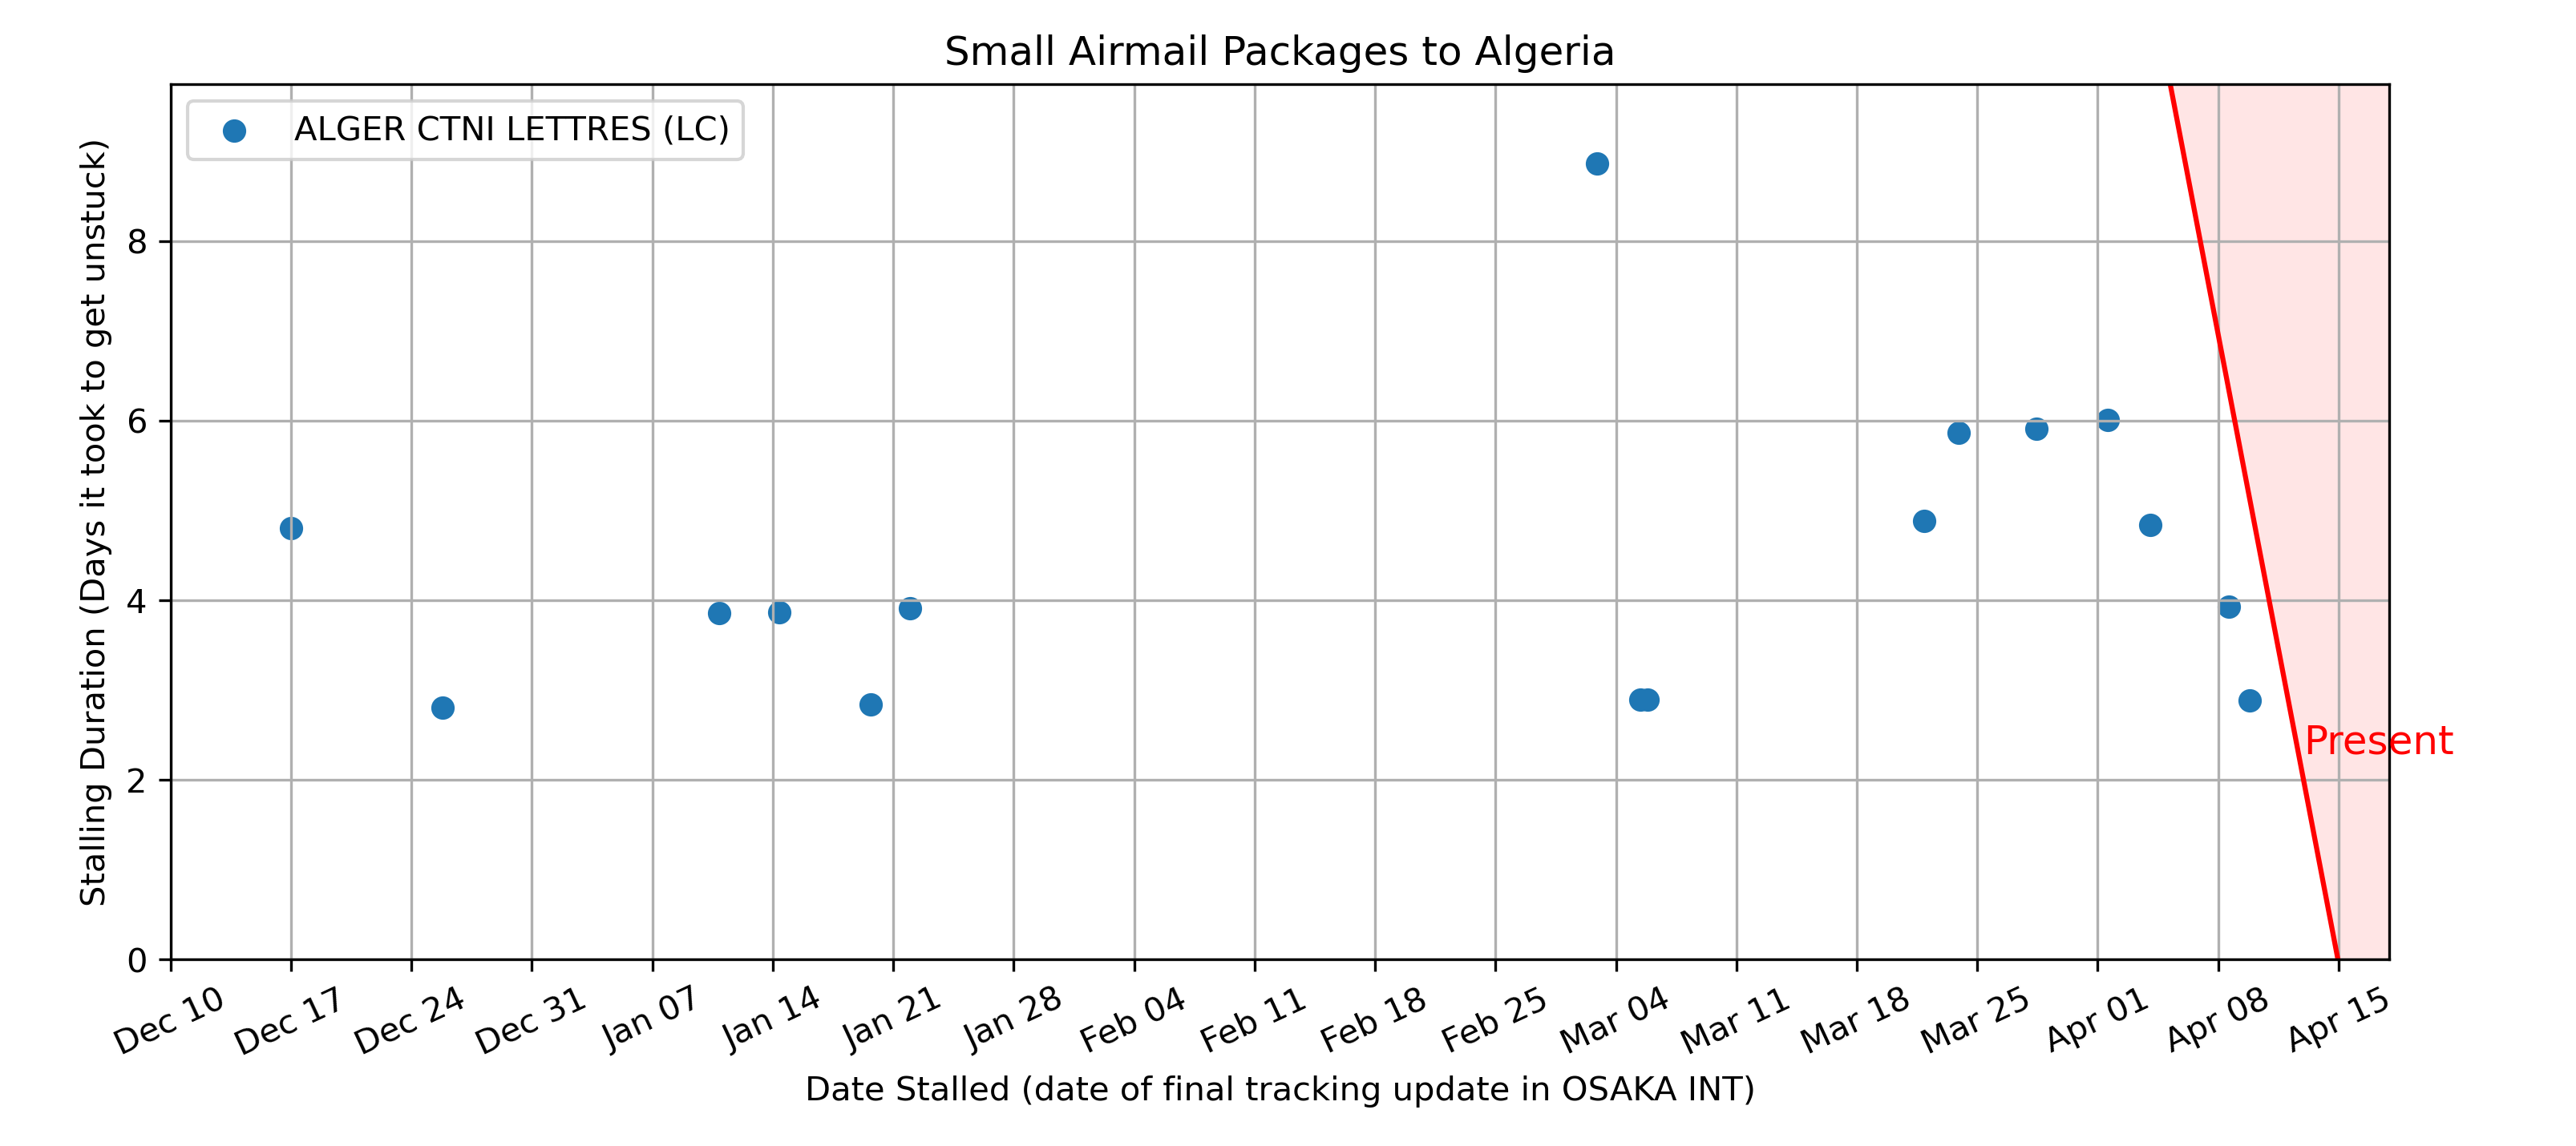 Small Airmail Packages to Algeria
ALGER CTNI LETTRES (LC)
Stalling Duration (Days it took to get unstuck)
8
6
4
2
0
Present
Dec 10
Dec 17
Dec 24
Dec 31
Jan 07
Jan 14
Jan 21
Jan 28
Feb 04
Feb 11
Feb 18
Feb 25
Mar 04
Mar 11
Mar 18
Mar 25
Apr 01
Apr 08
Apr 15
Date Stalled (date of final tracking update in OSAKA INT)